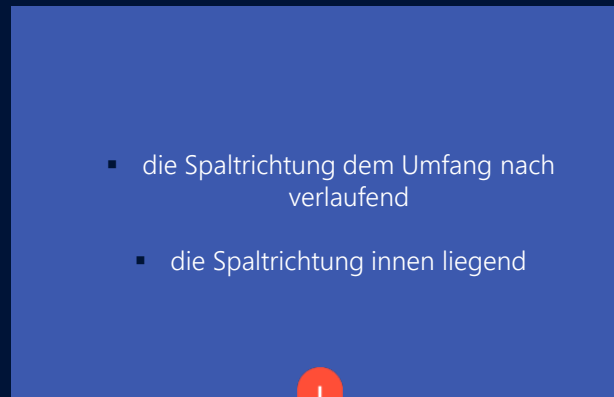 ▪ die Spaltrichtung dem Umfang nach
verlaufend
▪ die Spaltrichtung innen liegend